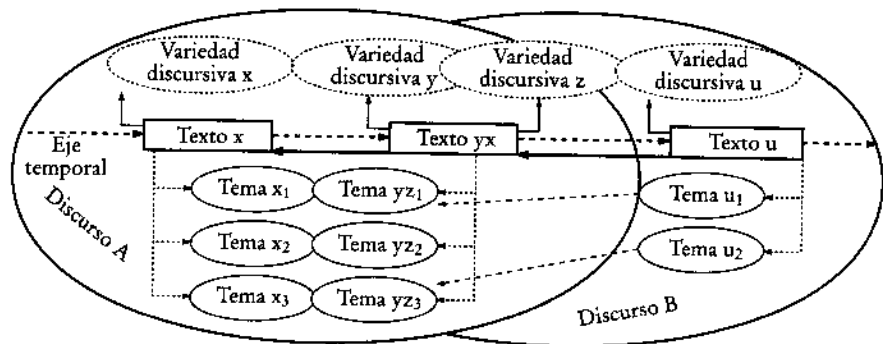 Variedad
discursiva x
Variedad
discursiva y
Variedad
discursiva z
Variedad
discursiva u
Texto x
Texto yx
Texto u
Eje
temporal
Discurso A
Tema x₁
Tema yz₁
Tema u₁
Tema x₂
Tema yz₂
Tema u₂
Tema x₃
Tema yz₃
Discurso B